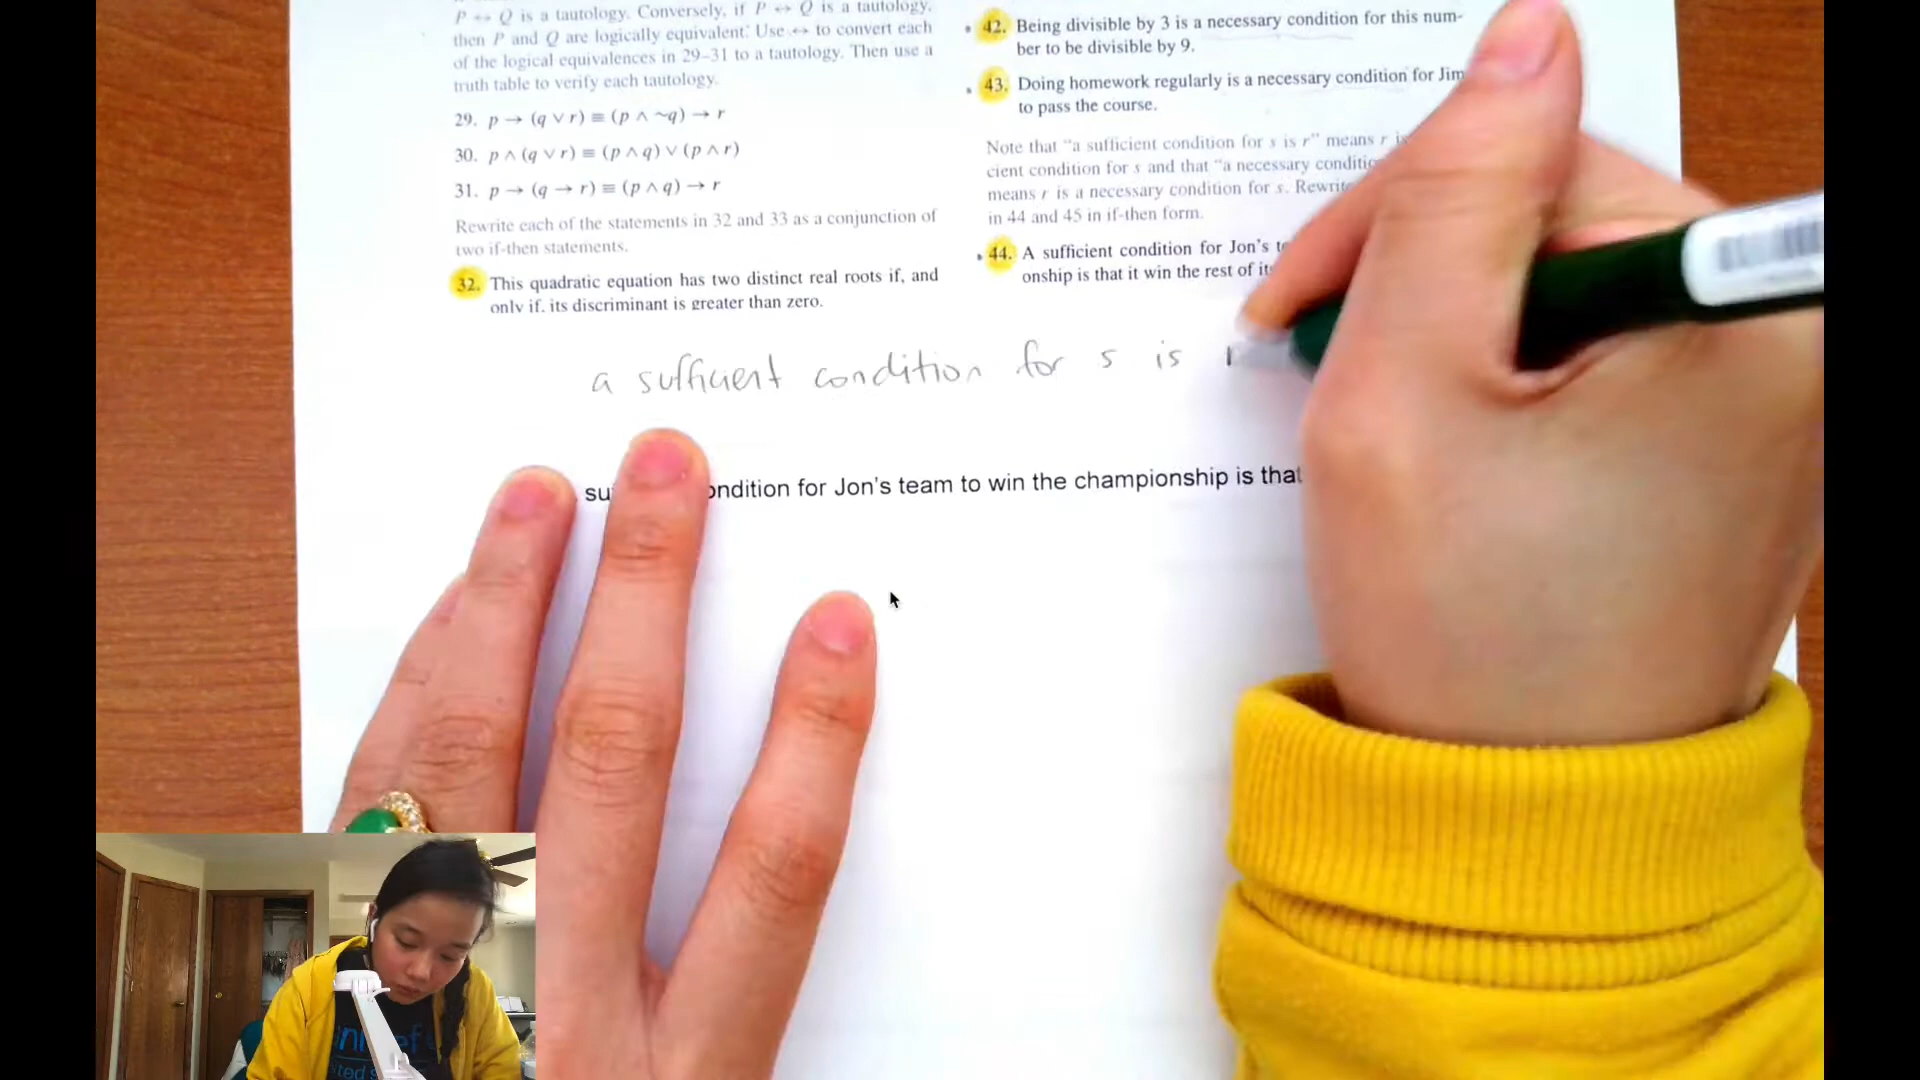 P ↔ Q is a tautology. Conversely, if P ↔ Q is a tautology,
then P and Q are logically equivalent. Use ↔ to convert each
of the logical equivalences in 29–31 to a tautology. Then use a
truth table to verify each tautology.
29. p → (q ∨ r) ≡ (p ∧ ~q) → r
30. p ∧ (q ∨ r) ≡ (p ∧ q) ∨ (p ∧ r)
31. p → (q → r) ≡ (p ∧ q) → r
Rewrite each of the statements in 32 and 33 as a conjunction of
two if-then statements.
32. This quadratic equation has two distinct real roots if, and
only if, its discriminant is greater than zero.
42. Being divisible by 3 is a necessary condition for this num-
ber to be divisible by 9.
43. Doing homework regularly is a necessary condition for Jim
to pass the course.
Note that “a sufficient condition for s is r” means r
cient condition for s and that “a necessary
means r is a necessary condition for s.
in 44 and 45 in if-then form.
44. A sufficient condition for Jon’s
onship is that it win the rest of
a sufficient condition for s is
condition for Jon’s team to win the championship is that